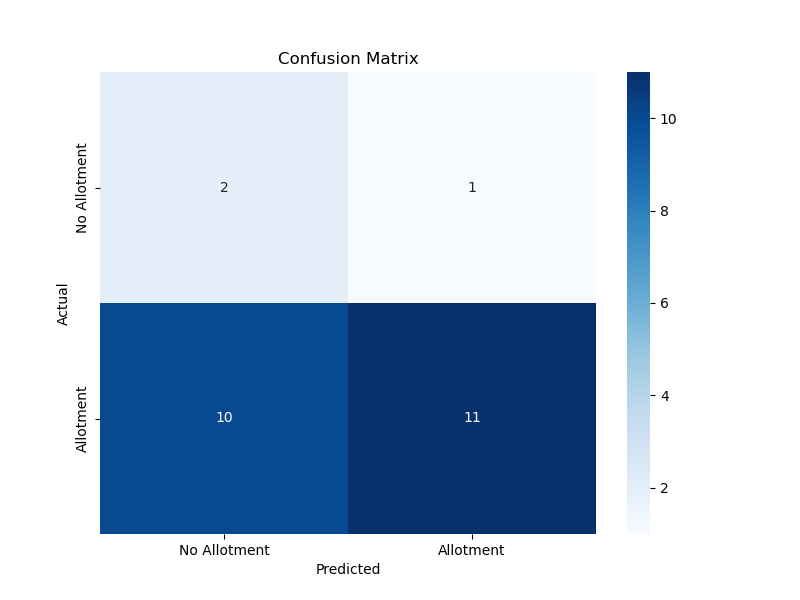 Confusion Matrix
No Allotment
2
1
Actual
Allotment
10
11
No Allotment
Allotment
Predicted
10
8
6
4
2